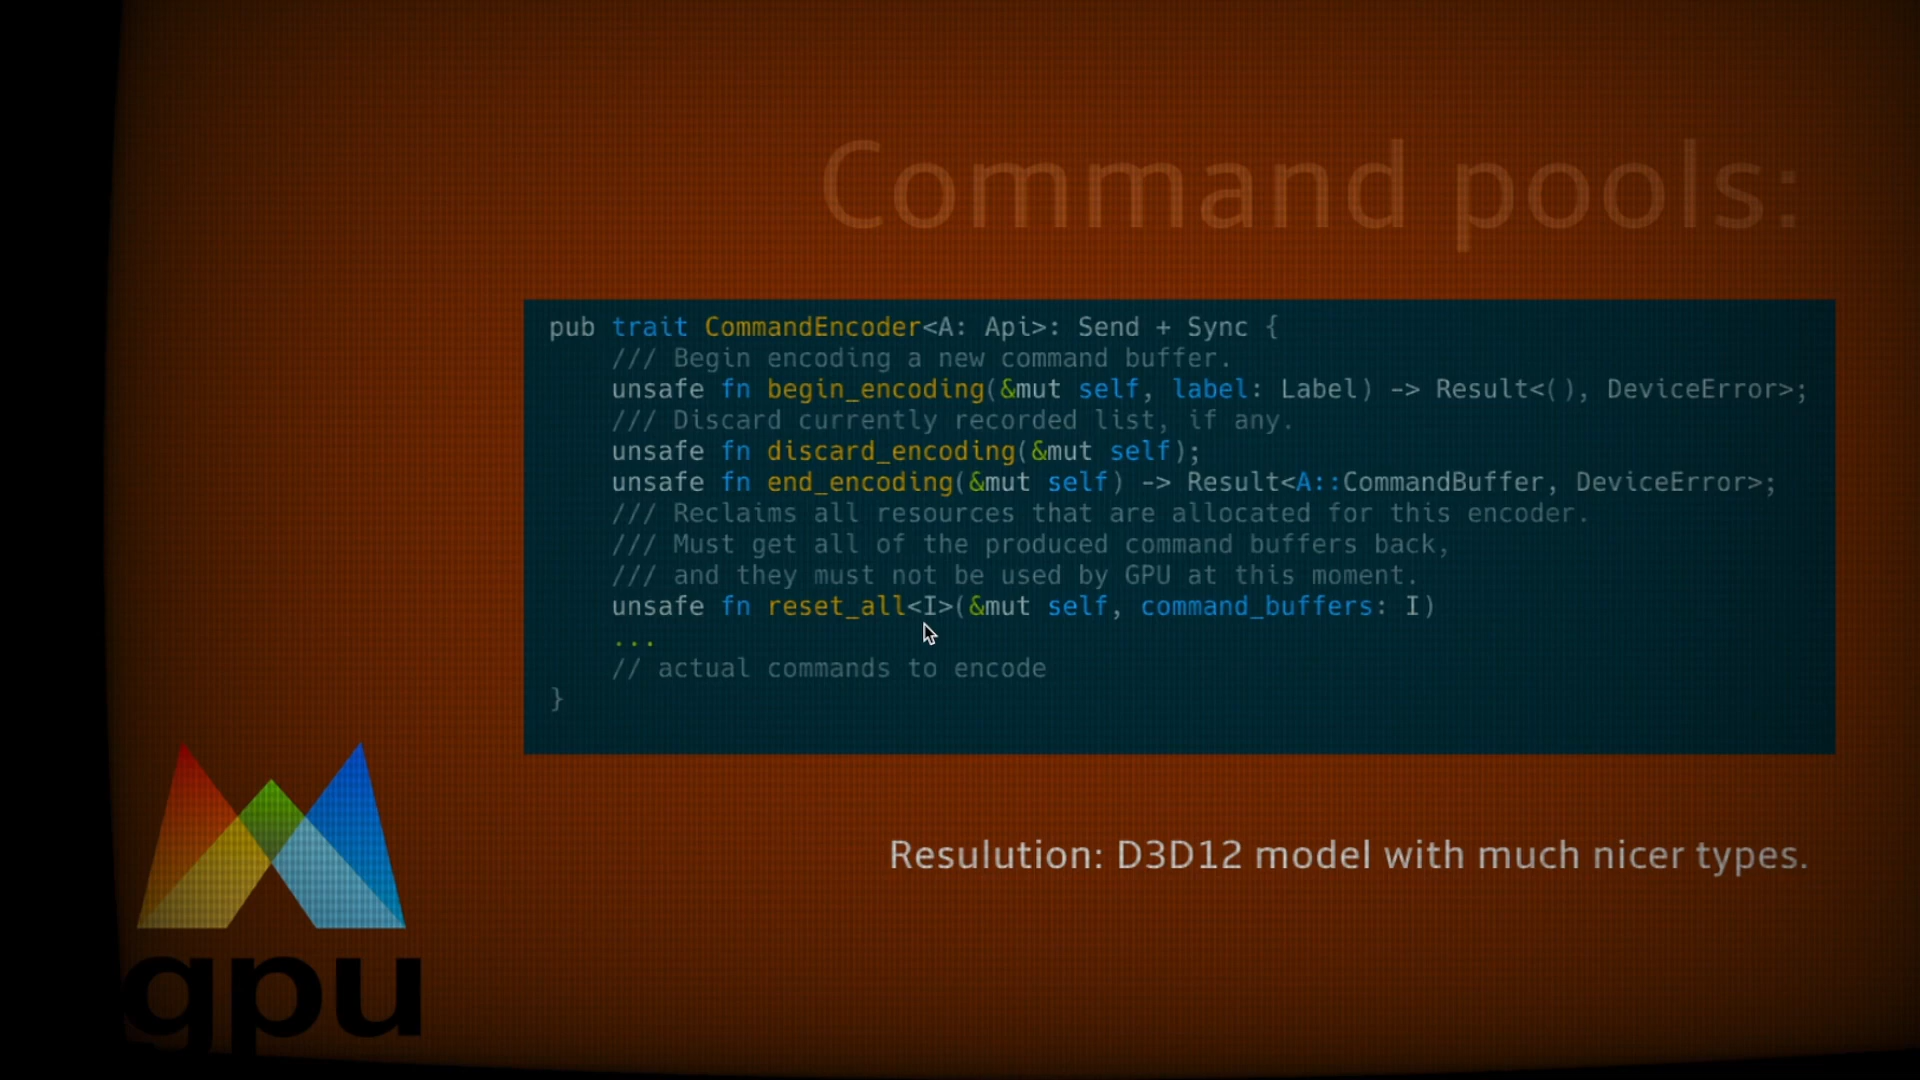 Command pools:
pub trait CommandEncoder<A: Api>: Send + Sync {
/// Begin encoding a new command buffer.
unsafe fn begin_encoding(&mut self, label: Label) -> Result<(), DeviceError>;
/// Discard currently recorded list, if any.
unsafe fn discard_encoding(&mut self);
unsafe fn end_encoding(&mut self) -> Result<A::CommandBuffer, DeviceError>;
/// Reclaims all resources that are allocated for this encoder.
/// Must get all of the produced command buffers back,
/// and they must not be used by GPU at this moment.
unsafe fn reset_all<I>(&mut self, command_buffers: I)
...
// actual commands to encode
}
Resulution: D3D12 model with much nicer types.
gpu